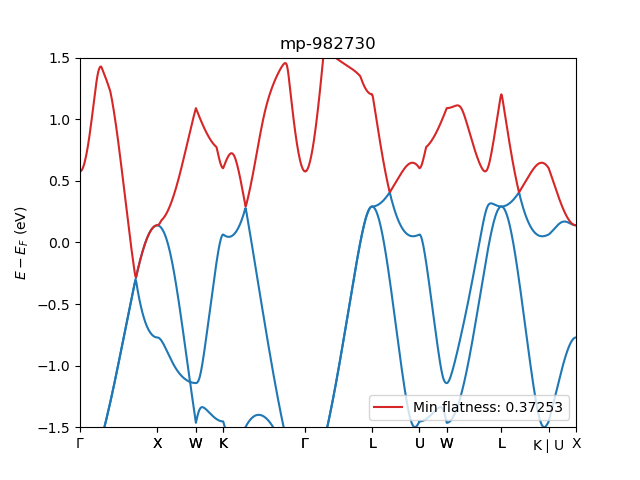 mp-982730
1.5
1.0
0.5
0.0
−0.5
−1.0
−1.5
E − E_F (eV)
Min flatness: 0.37253
Γ X W K Γ L U W L K | U X